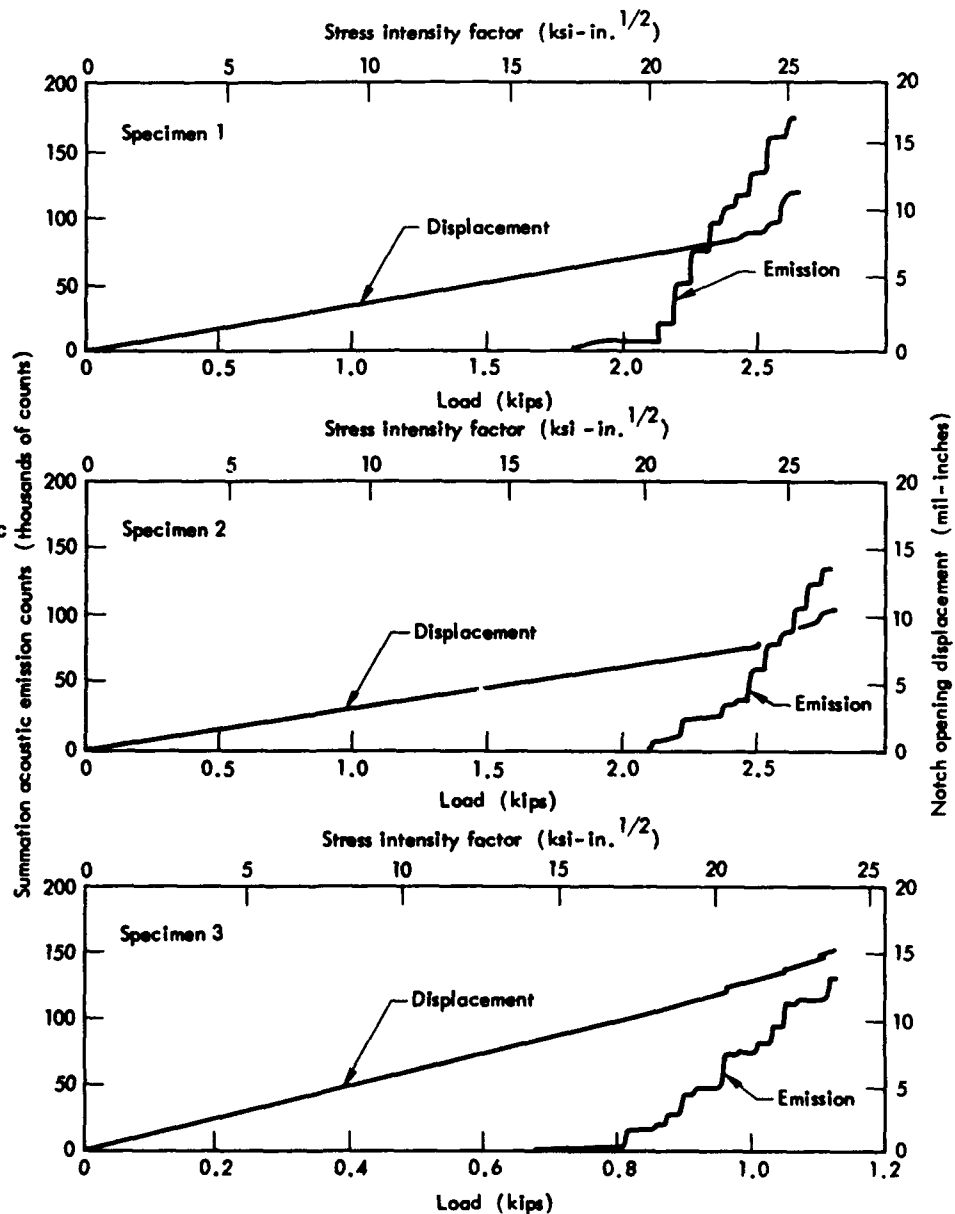 Stress intensity factor (ksi-in.1/2)
0 5 10 15 20 25
200 20
Specimen 1
150 15
Displacement
100 10
Emission
50 5
0 0
0 0.5 1.0 1.5 2.0 2.5
Load (kips)
Stress intensity factor (ksi-in.1/2)
0 5 10 15 20 25
200 20
Specimen 2
150 15
Displacement
100 10
50 5
Emission
0 0
0 0.5 1.0 1.5 2.0 2.5
Load (kips)
Stress intensity factor (ksi-in.1/2)
0 5 10 15 20 25
200 20
Specimen 3
150 15
Displacement
100 10
50 5
Emission
0 0
0 0.2 0.4 0.6 0.8 1.0 1.2
Load (kips)
Summation acoustic emission counts (thousands of counts)
Notch opening displacement (mil-inches)